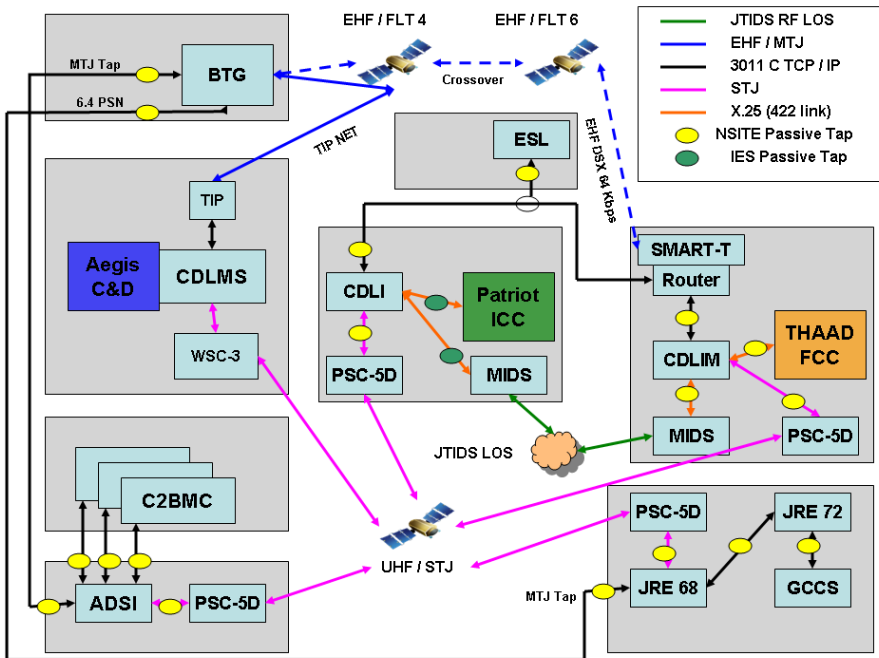 EHF / FLT 4
EHF / FLT 6
JTIDS RF LOS
EHF / MTJ
3011 C TCP / IP
STJ
X.25 (422 link)
NSITE Passive Tap
IES Passive Tap
MTJ Tap
BTG
6.4 PSN
Crossover
TIP NET
EHF DSX 64 Kbps
ESL
TIP
Aegis
C&D
CDLMS
WSC-3
CDLI
Patriot
ICC
PSC-5D
MIDS
SMART-T
Router
CDLIM
THAAD
FCC
MIDS
PSC-5D
JTIDS LOS
C2BMC
ADSI
PSC-5D
UHF / STJ
PSC-5D
JRE 72
MTJ Tap
JRE 68
GCCS